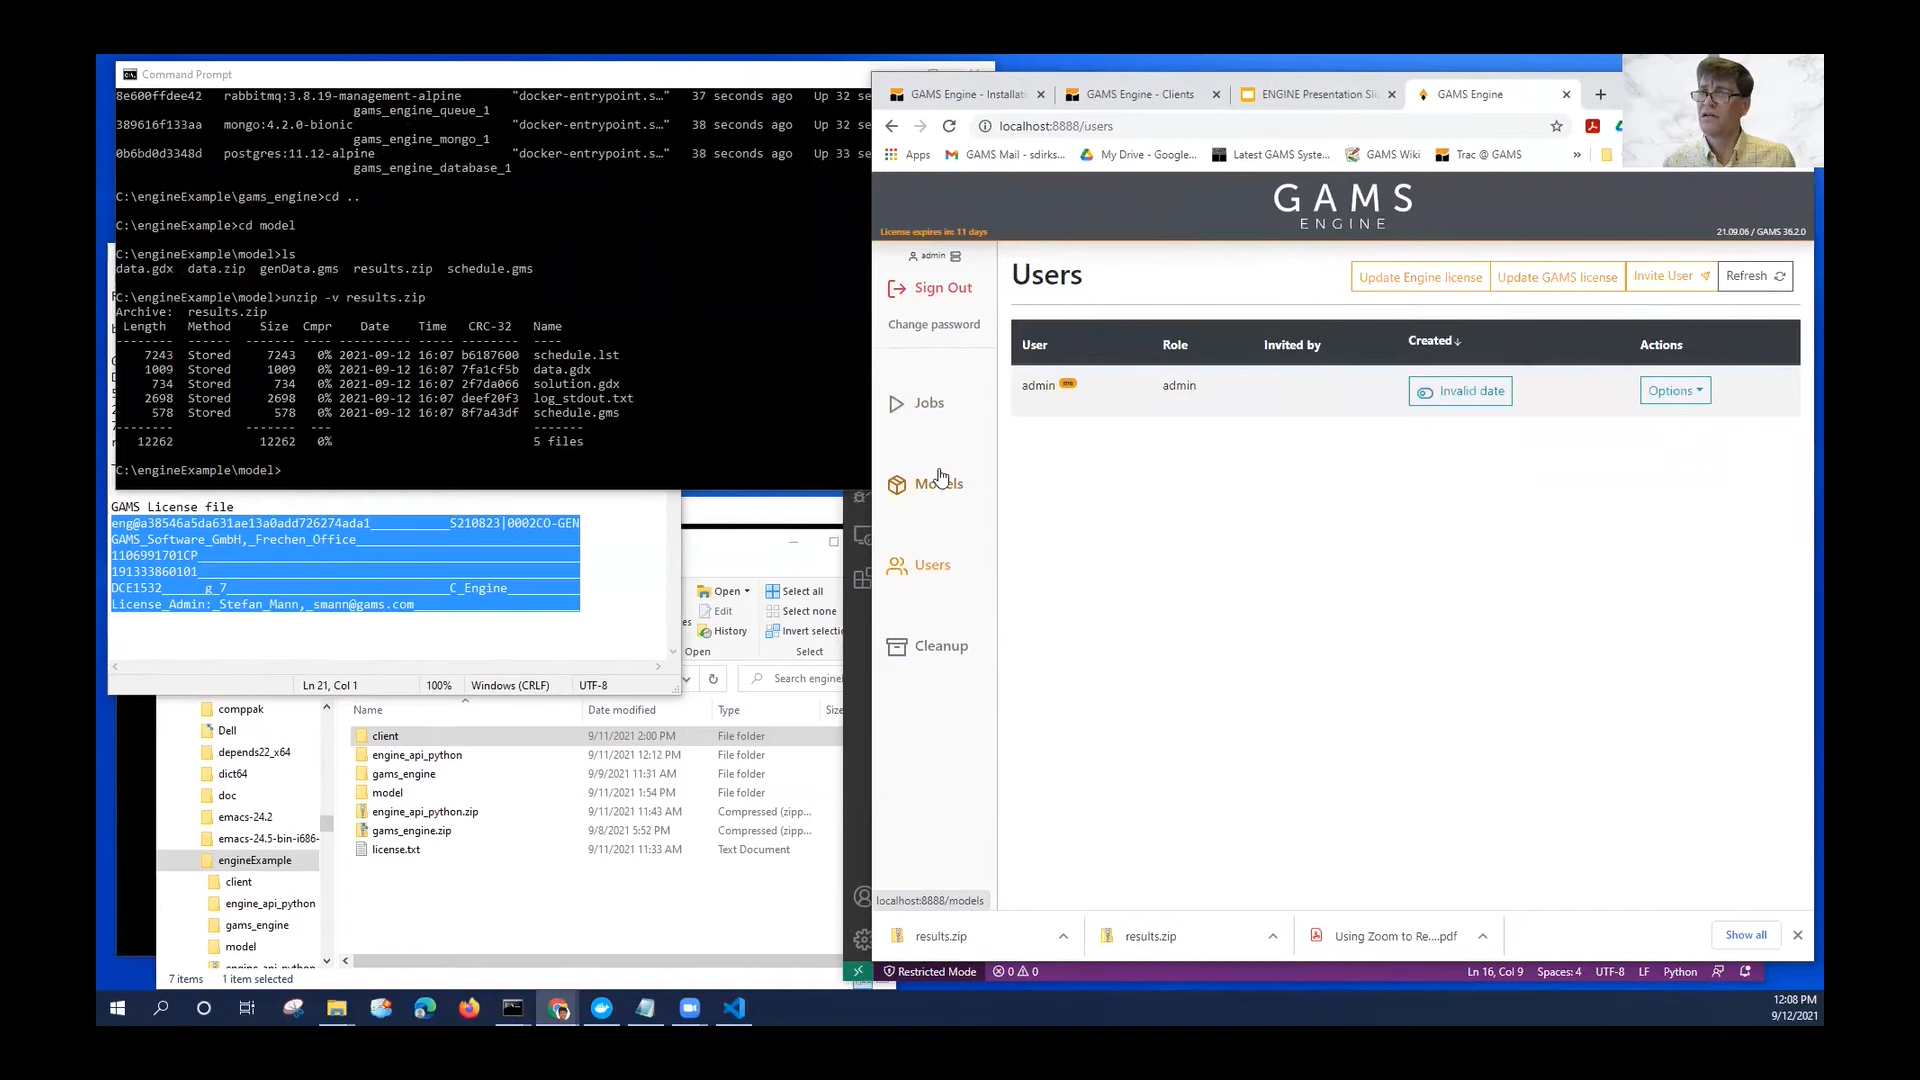 Command Prompt
8e600ffdee42 rabbitmq:3.8.19-management-alpine "docker-entrypoint.s…" 37 seconds ago Up 32 se
gams_engine_queue_1
389616f133aa mongo:4.2.0-bionic "docker-entrypoint.s…" 38 seconds ago Up 32 se
gams_engine_mongo_1
0b6bd0d3348d postgres:11.12-alpine "docker-entrypoint.s…" 38 seconds ago Up 33 se
gams_engine_database_1
C:\engineExample\gams_engine>cd ..
C:\engineExample>cd model
C:\engineExample\model>ls
data.gdx data.zip genData.gms results.zip schedule.gms
C:\engineExample\model>unzip -v results.zip
Archive: results.zip
Length Method Size Cmpr Date Time CRC-32 Name
-------- ------ ------- ---- ---------- ----- -------- ----
7243 Stored 7243 0% 2021-09-12 16:07 b6187600 schedule.lst
1009 Stored 1009 0% 2021-09-12 16:07 7fa1cf5b data.gdx
734 Stored 734 0% 2021-09-12 16:07 2f7da066 solution.gdx
2698 Stored 2698 0% 2021-09-12 16:07 deef20f3 log_stdout.txt
578 Stored 578 0% 2021-09-12 16:07 8f7a43df schedule.gms
-------- ------- --- -------
12262 12262 0% 5 files
C:\engineExample\model>
GAMS License file
eng@a38546a5da631ae13a0add726274ada1__________S210823|0002CO-GEN
GAMS_Software_GmbH,_Frechen_Office
1106991701CP
191333860101
DCE1532______g_7______________________________C_Engine
License_Admin:_Stefan_Mann,_smann@gams.com
Ln 21, Col 1 100% Windows (CRLF) UTF-8
Open
Edit
History
Open
Select all
Select none
Invert selecti
Select
Search engine
comppak
Dell
depends22_x64
dict64
doc
emacs-24.2
emacs-24.5-bin-i686-
engineExample
client
engine_api_python
gams_engine
model
Name Date modified Type Size
client 9/11/2021 2:00 PM File folder
engine_api_python 9/11/2021 12:12 PM File folder
gams_engine 9/9/2021 11:31 AM File folder
model 9/11/2021 1:54 PM File folder
engine_api_python.zip 9/11/2021 11:43 AM Compressed (zipp...
gams_engine.zip 9/8/2021 5:52 PM Compressed (zipp...
license.txt 9/11/2021 11:33 AM Text Document
7 items 1 item selected
GAMS Engine - Installati
GAMS Engine - Clients
ENGINE Presentation Sli
GAMS Engine
localhost:8888/users
Apps
GAMS Mail - sdirks...
My Drive - Google...
Latest GAMS Syste...
GAMS Wiki
Trac @ GAMS
»
GAMS
ENGINE
License expires in: 11 days
21.09.06 / GAMS 36.2.0
admin
Sign Out
Change password
Jobs
Models
Users
Cleanup
Users
Update Engine license
Update GAMS license
Invite User
Refresh
User Role Invited by Created Actions
admin me admin Invalid date Options
localhost:8888/models
results.zip
results.zip
Using Zoom to Re....pdf
Show all
Restricted Mode 0 0
Ln 16, Col 9 Spaces: 4 UTF-8 LF Python
12:08 PM
9/12/2021